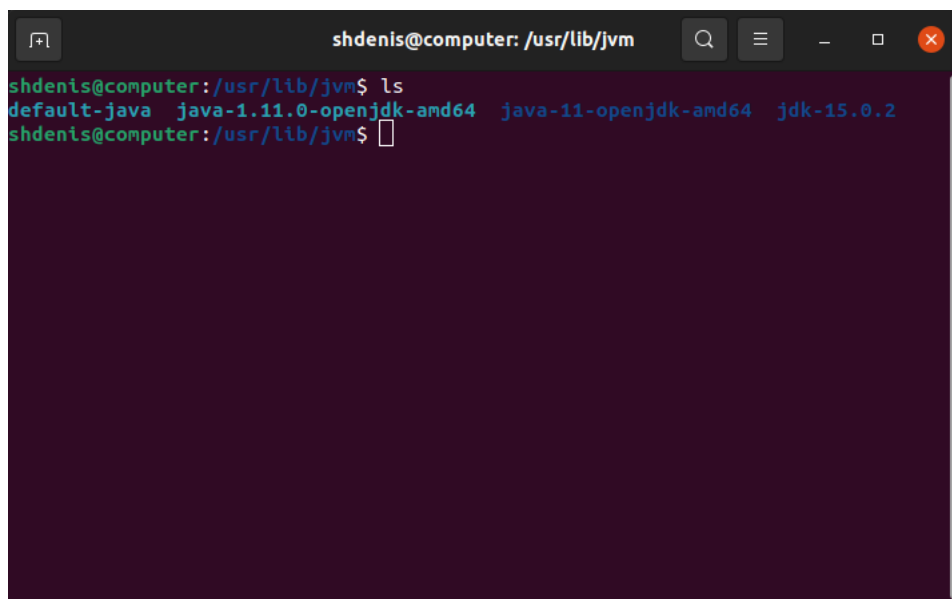 shdenis@computer: /usr/lib/jvm
shdenis@computer:/usr/lib/jvm$ ls
default-java  java-1.11.0-openjdk-amd64  java-11-openjdk-amd64  jdk-15.0.2
shdenis@computer:/usr/lib/jvm$